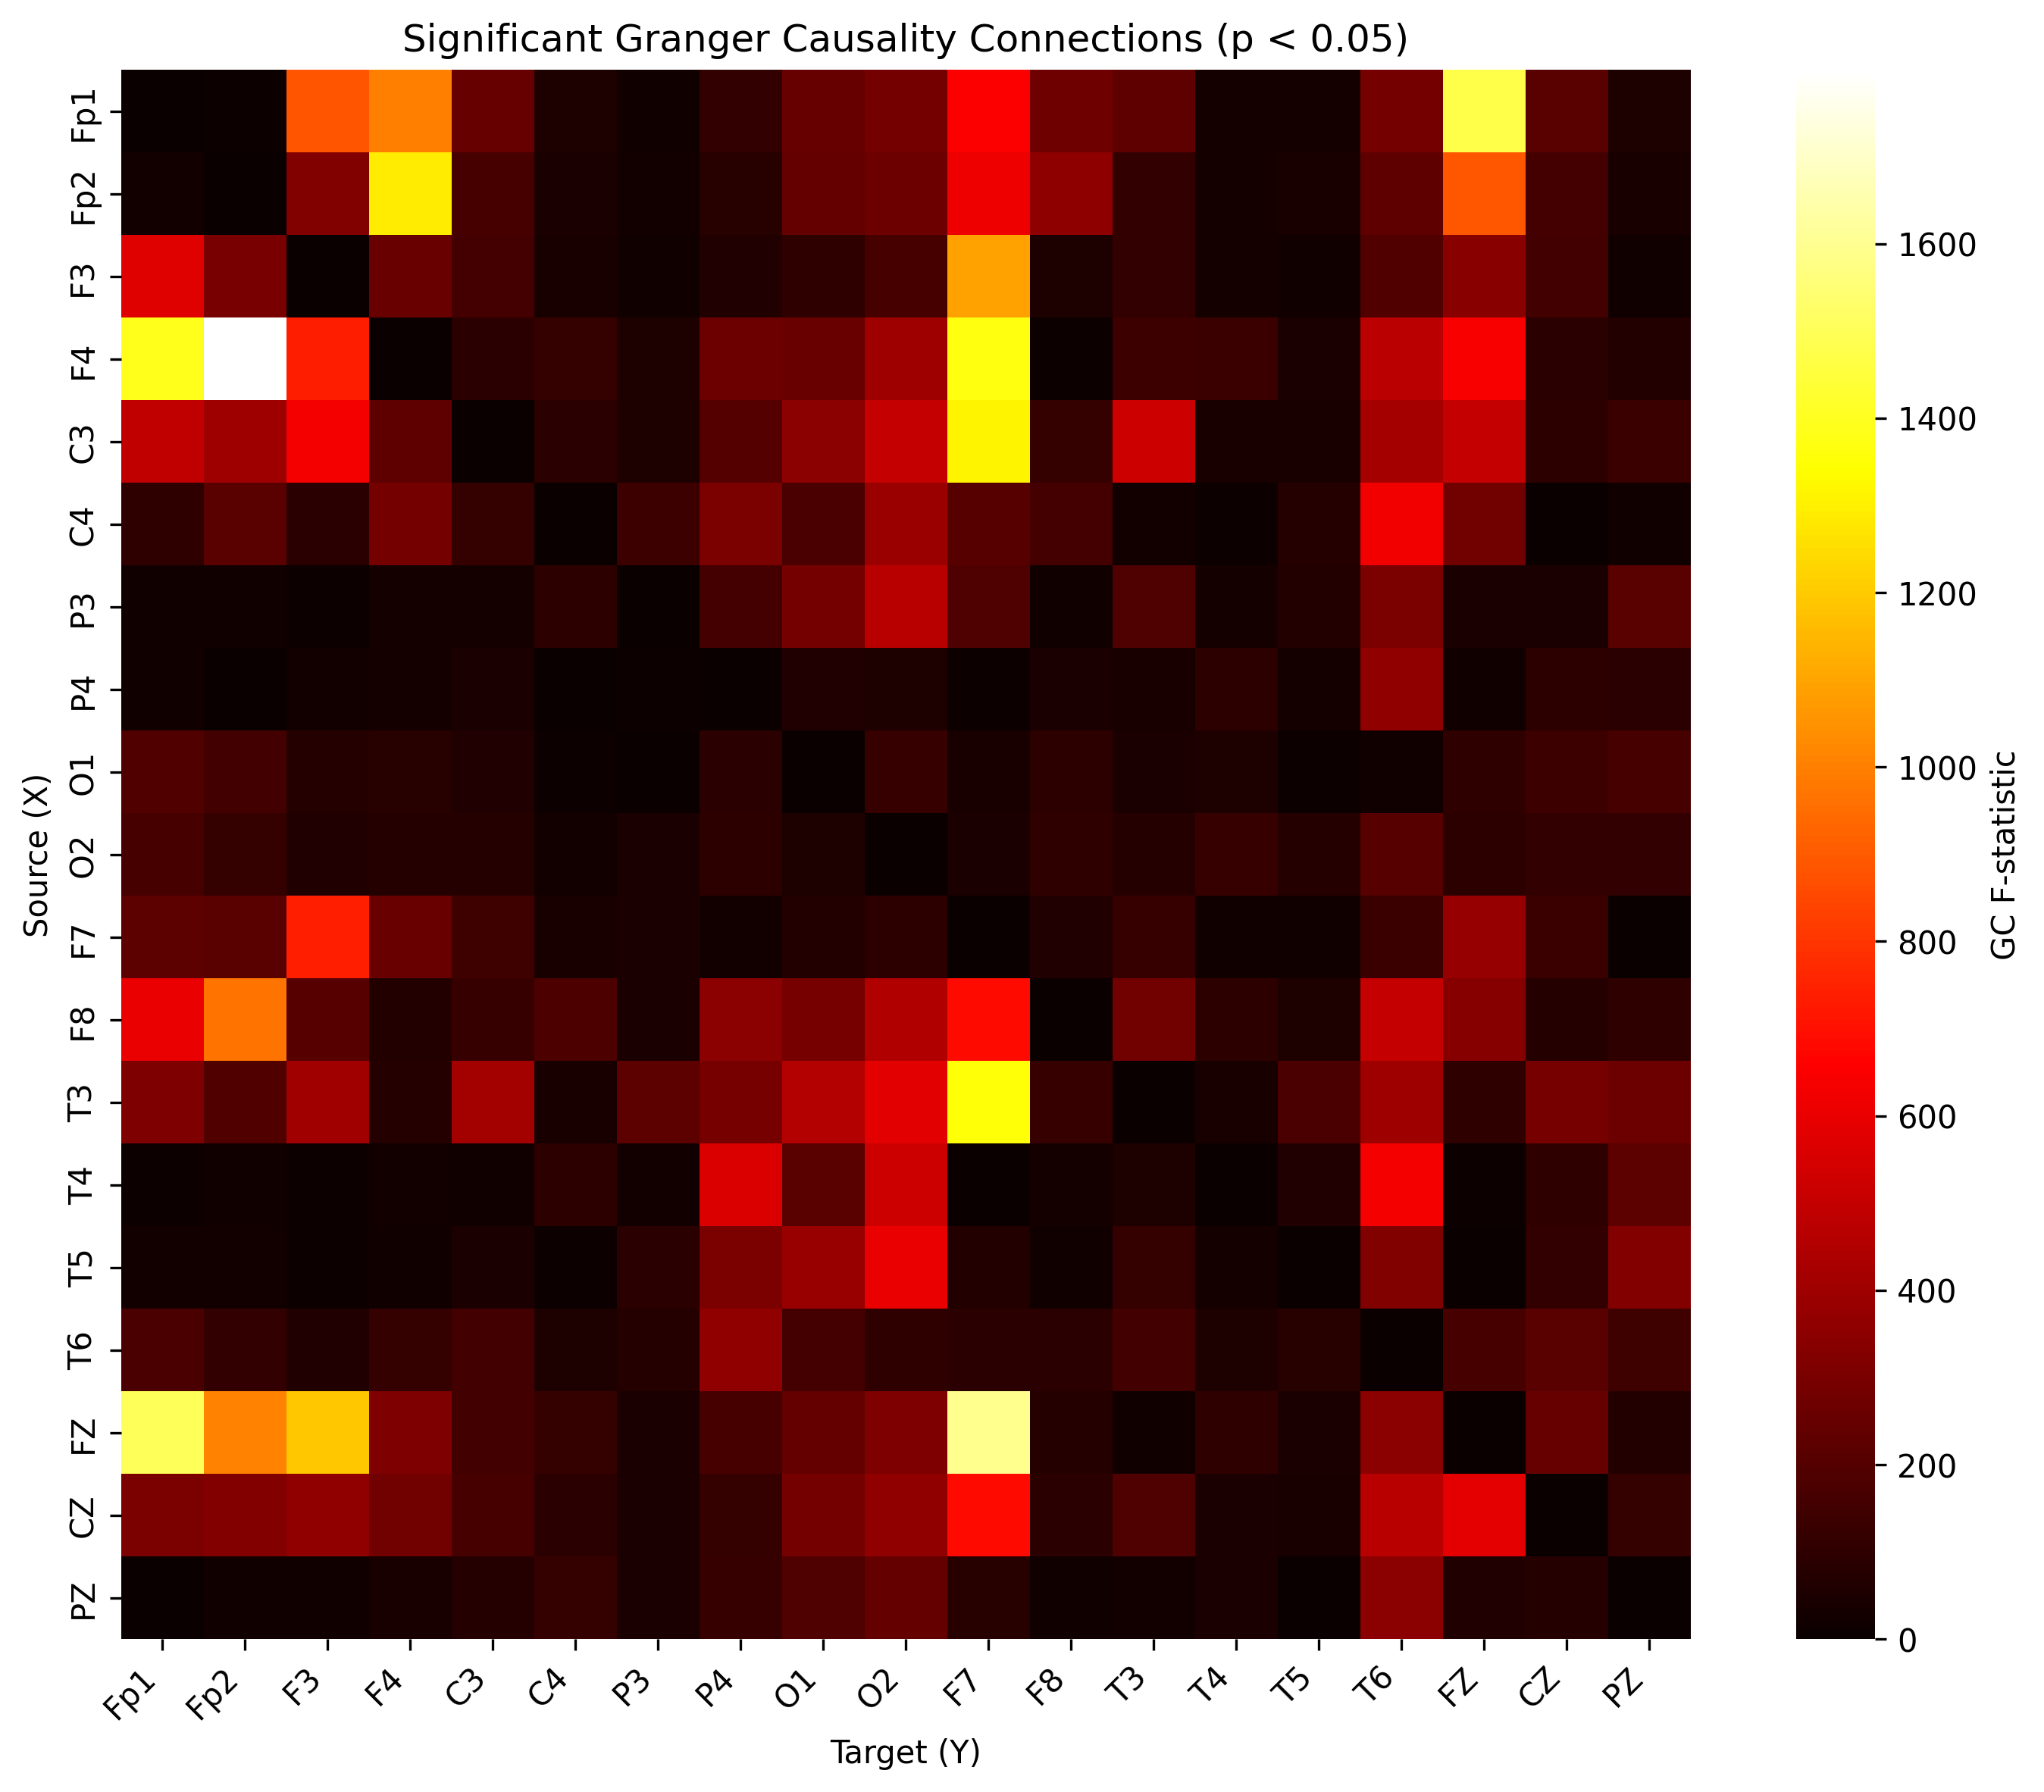 Significant Granger Causality Connections (p < 0.05)
Source (X)
Fp1
Fp2
F3
F4
C3
C4
P3
P4
O1
O2
F7
F8
T3
T4
T5
T6
FZ
CZ
PZ
Fp1 Fp2 F3 F4 C3 C4 P3 P4 O1 O2 F7 F8 T3 T4 T5 T6 FZ CZ PZ
Target (Y)
1600
1400
1200
1000
800
600
400
200
0
GC F-statistic